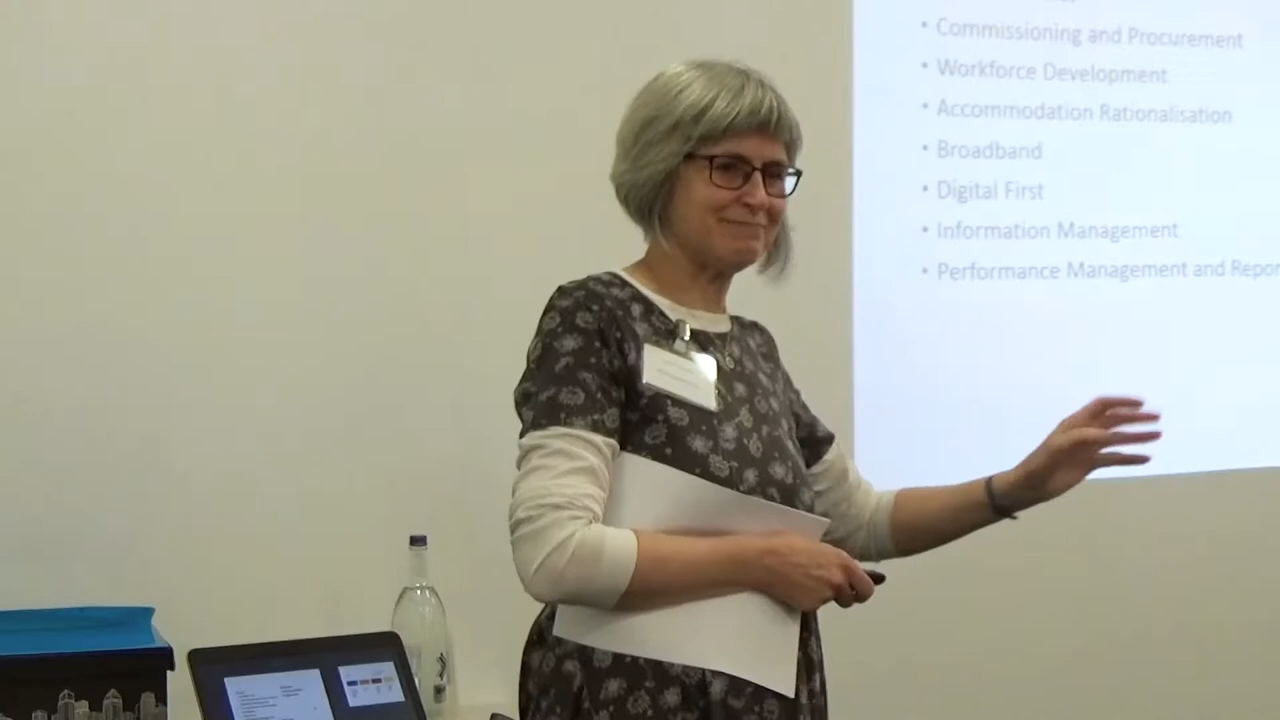 • Commissioning and Procurement
• Workforce Development
• Accommodation Rationalisation
• Broadband
• Digital First
• Information Management
• Performance Management and Repor